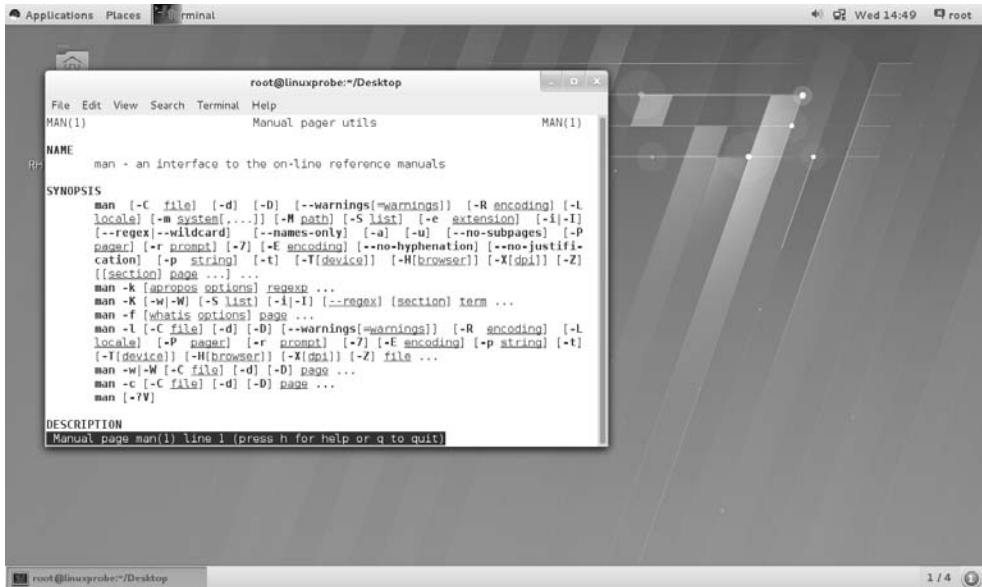 Applications Places Terminal Wed 14:49 root
root@linuxprobe:~/Desktop
File Edit View Search Terminal Help
MAN(1) Manual pager utils MAN(1)
NAME
man - an interface to the on-line reference manuals
SYNOPSIS
man [-C file] [-d] [-D] [--warnings[=warnings]] [-R encoding] [-L
locale] [-m system[,...]] [-M path] [-S list] [-e extension] [-i|-I]
[--regex|--wildcard] [--names-only] [-a] [-u] [--no-subpages] [-P
pager] [-r prompt] [-7] [-E encoding] [--no-hyphenation] [--no-justifi-
cation] [-p string] [-t] [-T[device]] [-H[browser]] [-X[dpi]] [-Z]
[[section] page ...] ...
man -k [apropos options] regexp ...
man -K [-w|-W] [-S list] [-i|-I] [--regex] [section] term ...
man -f [whatis options] page ...
man -l [-C file] [-d] [-D] [--warnings[=warnings]] [-R encoding] [-L
locale] [-P pager] [-r prompt] [-7] [-E encoding] [-p string] [-t]
[-T[device]] [-H[browser]] [-X[dpi]] [-Z] file ...
man -w|-W [-C file] [-d] [-D] page ...
man -c [-C file] [-d] [-D] page ...
man [-?V]
DESCRIPTION
Manual page man(1) line 1 (press h for help or q to quit)
RH
root@linuxprobe:~/Desktop 1 / 4